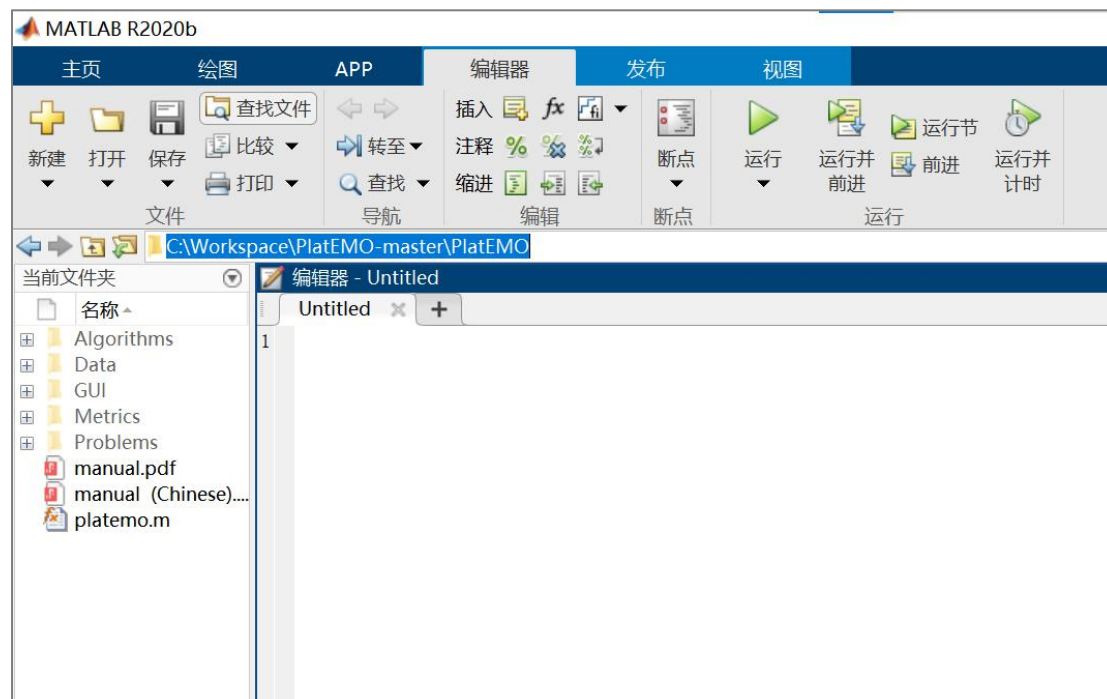 MATLAB R2020b
主页 绘图 APP 编辑器 发布 视图
查找文件 插入 fx fi
新建 打开 保存 比较 转至 注释 % 断点 运行 运行并前进 运行节 前进 运行并计时
打印 查找 缩进
文件 导航 编辑 断点 运行
C:\Workspace\PlatEMO-master\PlatEMO
当前文件夹 编辑器 - Untitled
名称 Untitled +
Algorithms 1
Data
GUI
Metrics
Problems
manual.pdf
manual (Chinese)....
platemo.m